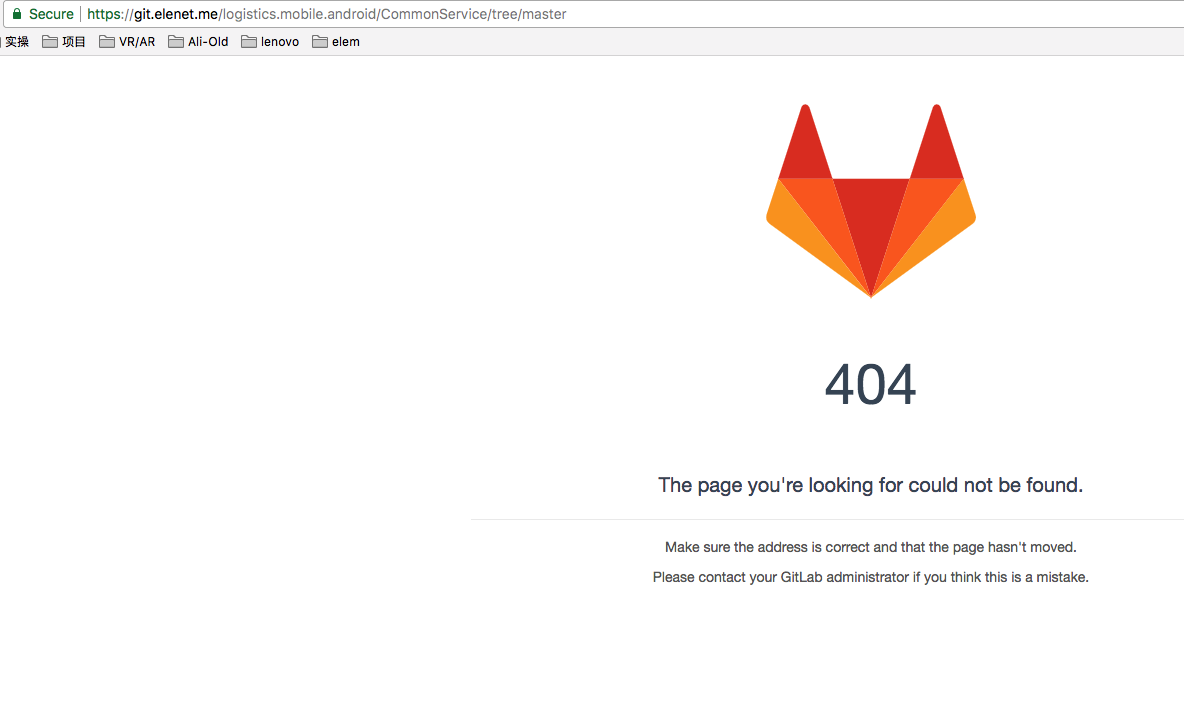 Secure https://git.elenet.me/logistics.mobile.android/CommonService/tree/master
实操 项目 VR/AR Ali-Old lenovo elem
404
The page you're looking for could not be found.
Make sure the address is correct and that the page hasn't moved.
Please contact your GitLab administrator if you think this is a mistake.